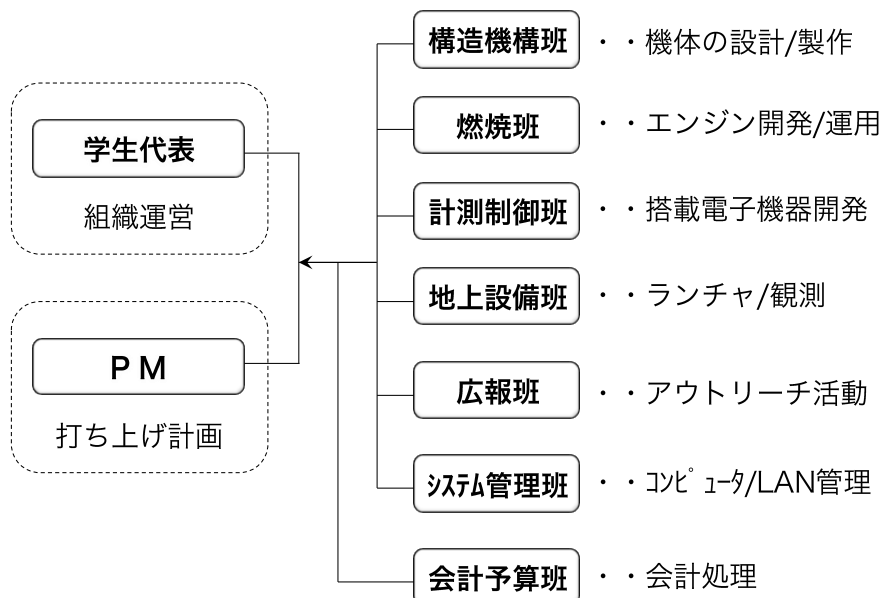 学生代表
組織運営
PM
打ち上げ計画
構造機構班 ・・機体の設計/製作
燃焼班 ・・エンジン開発/運用
計測制御班 ・・搭載電子機器開発
地上設備班 ・・ランチャ/観測
広報班 ・・アウトリーチ活動
ｼｽﾃﾑ管理班 ・・ｺﾝﾋﾟｭｰﾀ/LAN管理
会計予算班 ・・会計処理